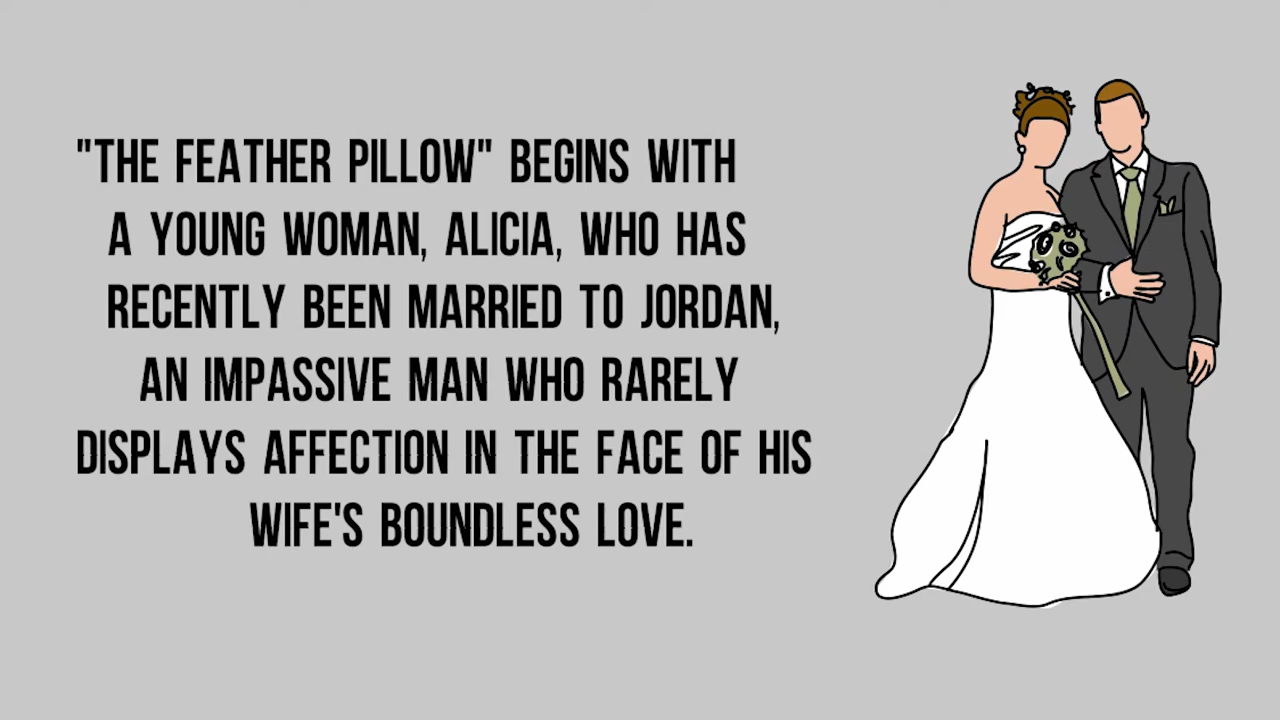 "THE FEATHER PILLOW" BEGINS WITH
A YOUNG WOMAN, ALICIA, WHO HAS
RECENTLY BEEN MARRIED TO JORDAN,
AN IMPASSIVE MAN WHO RARELY
DISPLAYS AFFECTION IN THE FACE OF HIS
WIFE'S BOUNDLESS LOVE.